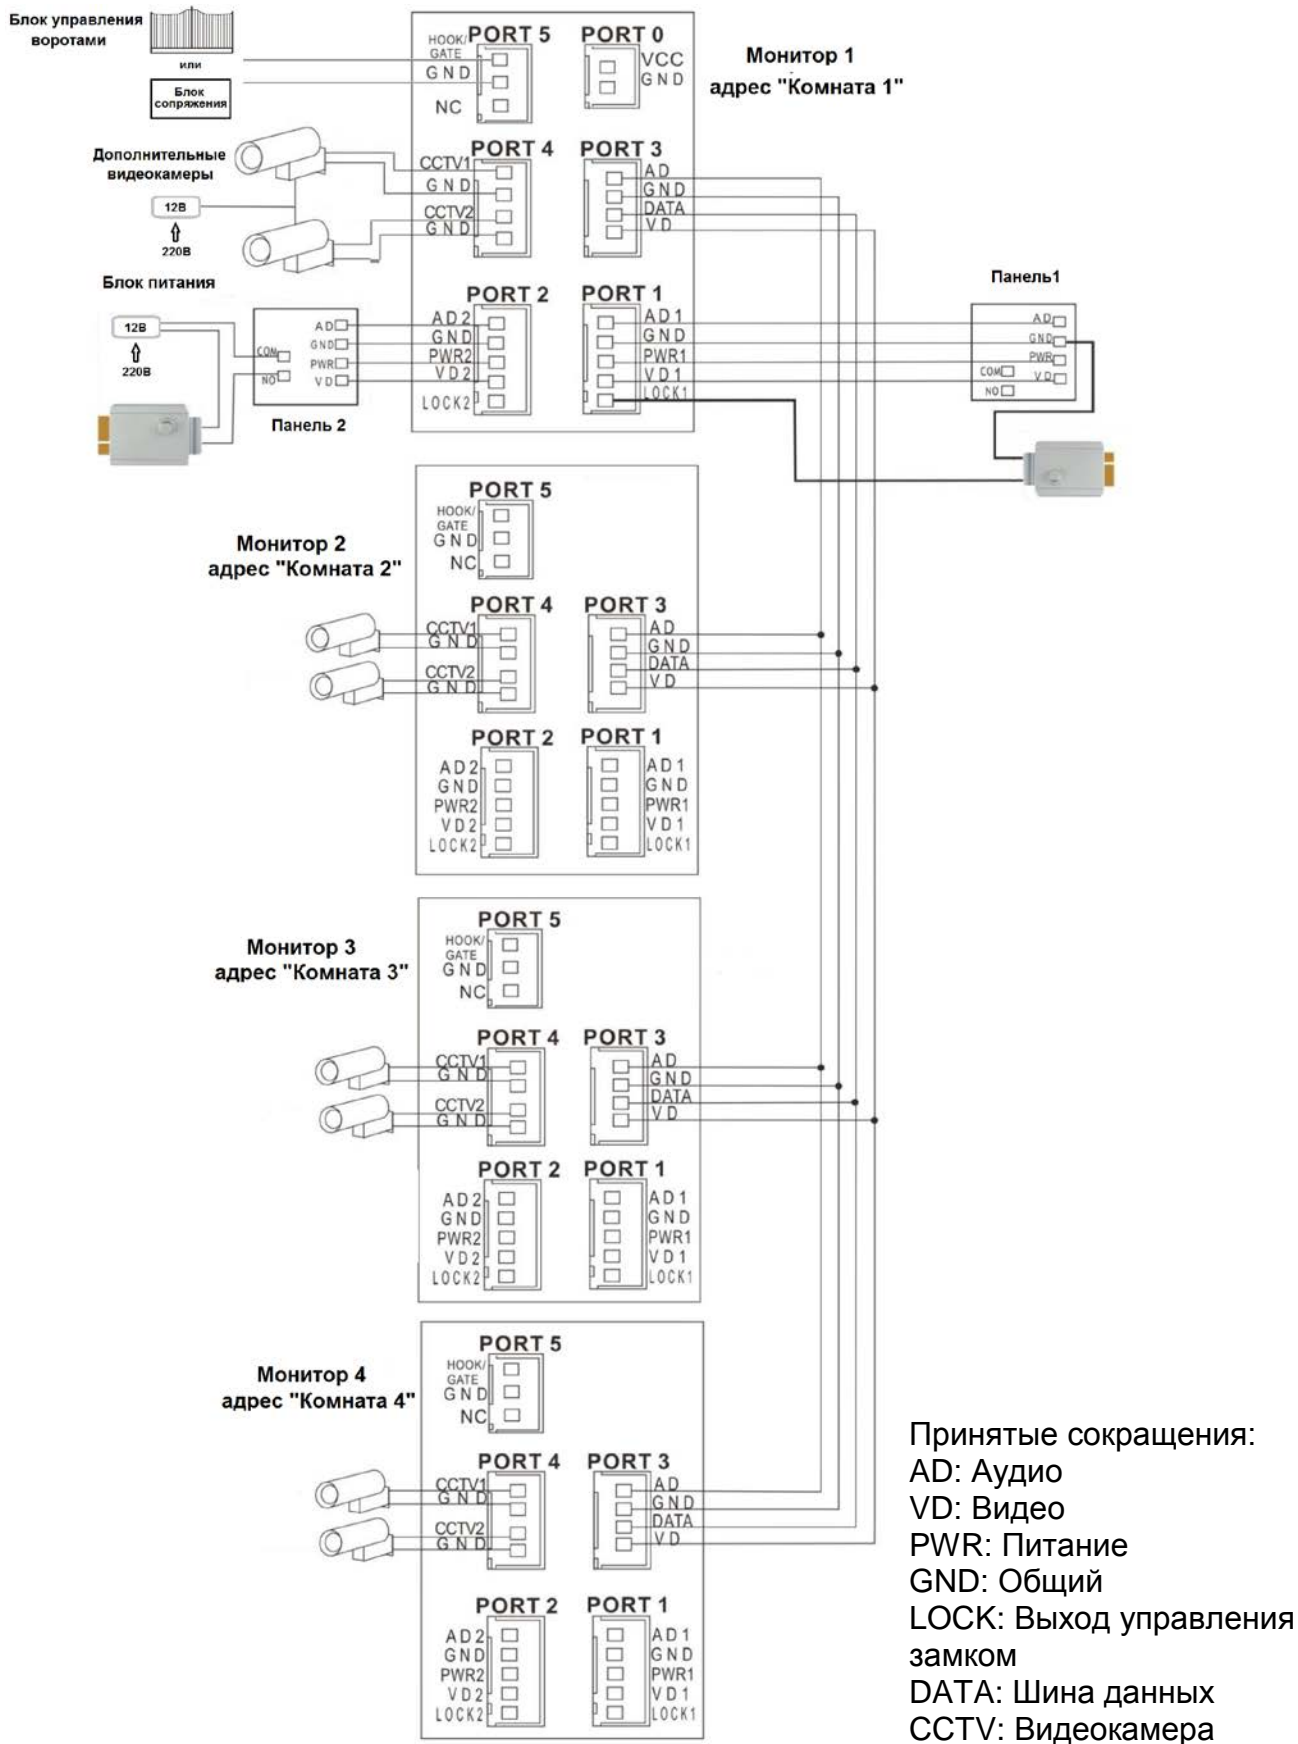 Блок управления
воротами
или
Блок
сопряжения
HOOK/
GATE
GND
NC
PORT 5
PORT 0
VCC
GND
Монитор 1
адрес "Комната 1"
Дополнительные
видеокамеры
12В
220В
PORT 4
CCTV1
GND
CCTV2
GND
PORT 3
AD
GND
DATA
VD
Блок питания
12В
220В
COM
NO
AD
GND
PWR
VD
Панель 2
PORT 2
AD2
GND
PWR2
VD2
LOCK2
PORT 1
AD1
GND
PWR1
VD1
LOCK1
Панель1
AD
GND
PWR
VD
COM
NO
Монитор 2
адрес "Комната 2"
PORT 5
HOOK/
GATE
GND
NC
PORT 4
CCTV1
GND
CCTV2
GND
PORT 3
AD
GND
DATA
VD
PORT 2
AD2
GND
PWR2
VD2
LOCK2
PORT 1
AD1
GND
PWR1
VD1
LOCK1
Монитор 3
адрес "Комната 3"
PORT 5
HOOK/
GATE
GND
NC
PORT 4
CCTV1
GND
CCTV2
GND
PORT 3
AD
GND
DATA
VD
PORT 2
AD2
GND
PWR2
VD2
LOCK2
PORT 1
AD1
GND
PWR1
VD1
LOCK1
Монитор 4
адрес "Комната 4"
PORT 5
HOOK/
GATE
GND
NC
PORT 4
CCTV1
GND
CCTV2
GND
PORT 3
AD
GND
DATA
VD
PORT 2
AD2
GND
PWR2
VD2
LOCK2
PORT 1
AD1
GND
PWR1
VD1
LOCK1
Принятые сокращения:
AD: Аудио
VD: Видео
PWR: Питание
GND: Общий
LOCK: Выход управления
замком
DATA: Шина данных
CCTV: Видеокамера